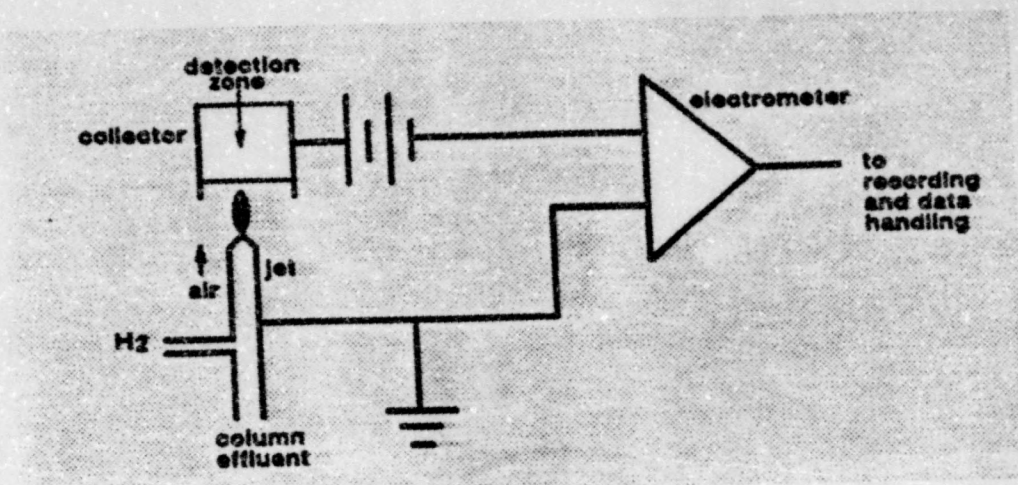 detection
zone
collector
electrometer
to
recording
and data
handling
jet
air
H2
column
effluent